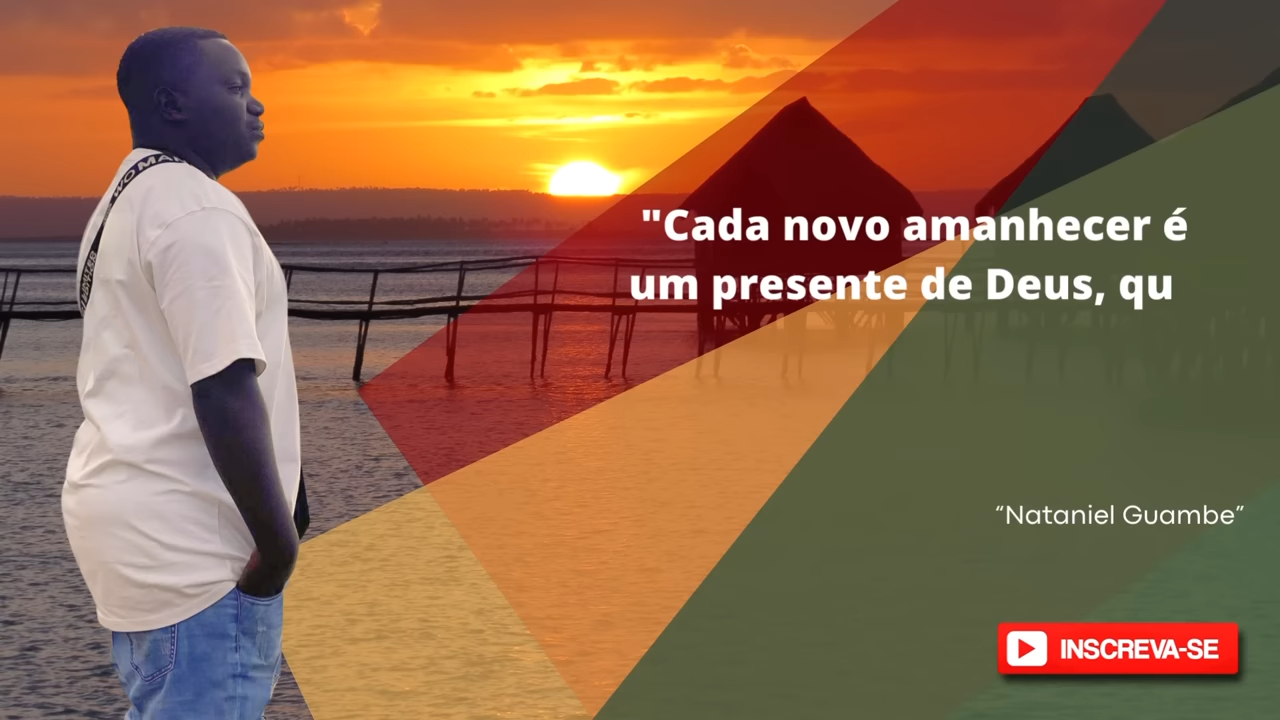 "Cada novo amanhecer é
um presente de Deus, qu
“Nataniel Guambe”
INSCREVA-SE